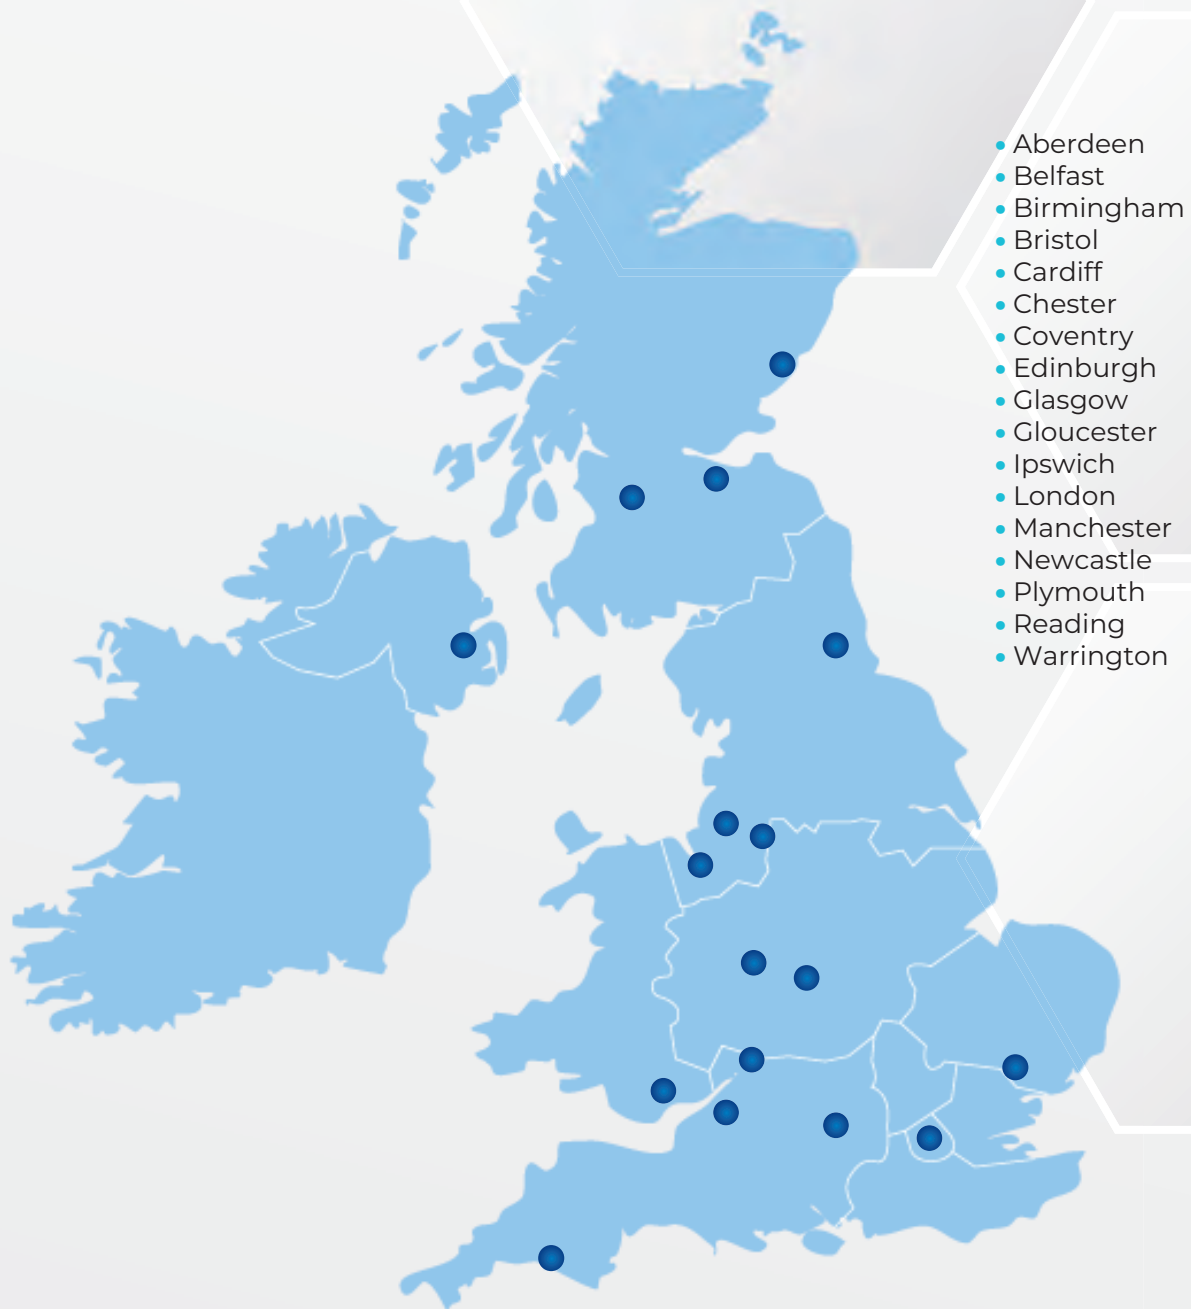 • Aberdeen
• Belfast
• Birmingham
• Bristol
• Cardiff
• Chester
• Coventry
• Edinburgh
• Glasgow
• Gloucester
• Ipswich
• London
• Manchester
• Newcastle
• Plymouth
• Reading
• Warrington